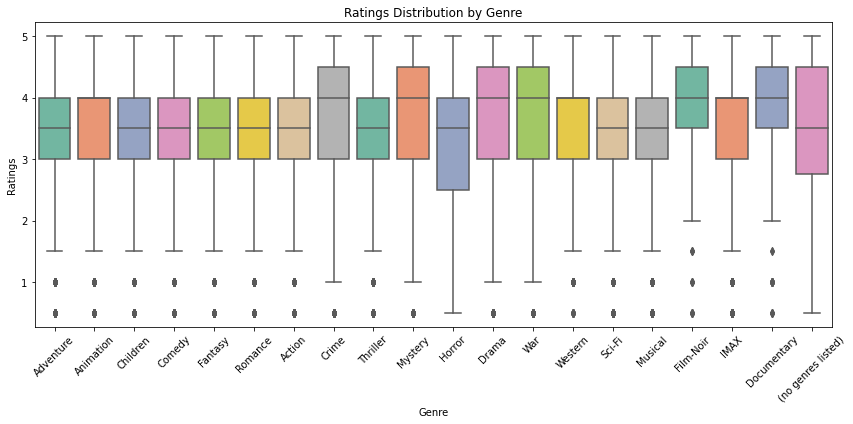 Ratings Distribution by Genre
Ratings
5
4
3
2
1
Adventure
Animation
Children
Comedy
Fantasy
Romance
Action
Crime
Thriller
Mystery
Horror
Drama
War
Western
Sci-Fi
Musical
Film-Noir
IMAX
Documentary
(no genres listed)
Genre